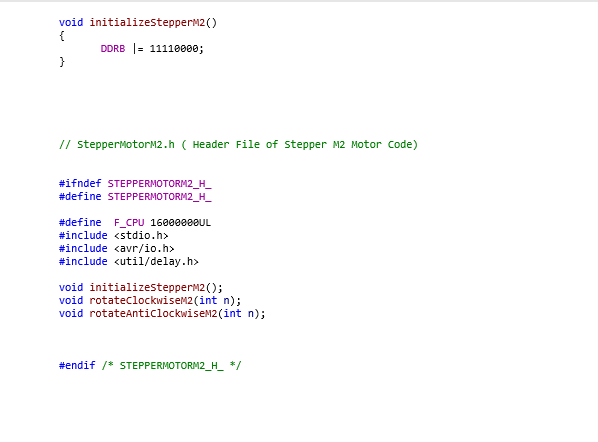 void initializeStepperM2()
{
DDRB |= 11110000;
}
// StepperMotorM2.h ( Header File of Stepper M2 Motor Code)
#ifndef STEPPERMOTORM2_H_
#define STEPPERMOTORM2_H_
#define  F_CPU 16000000UL
#include <stdio.h>
#include <avr/io.h>
#include <util/delay.h>
void initializeStepperM2();
void rotateClockwiseM2(int n);
void rotateAntiClockwiseM2(int n);
#endif /* STEPPERMOTORM2_H_ */